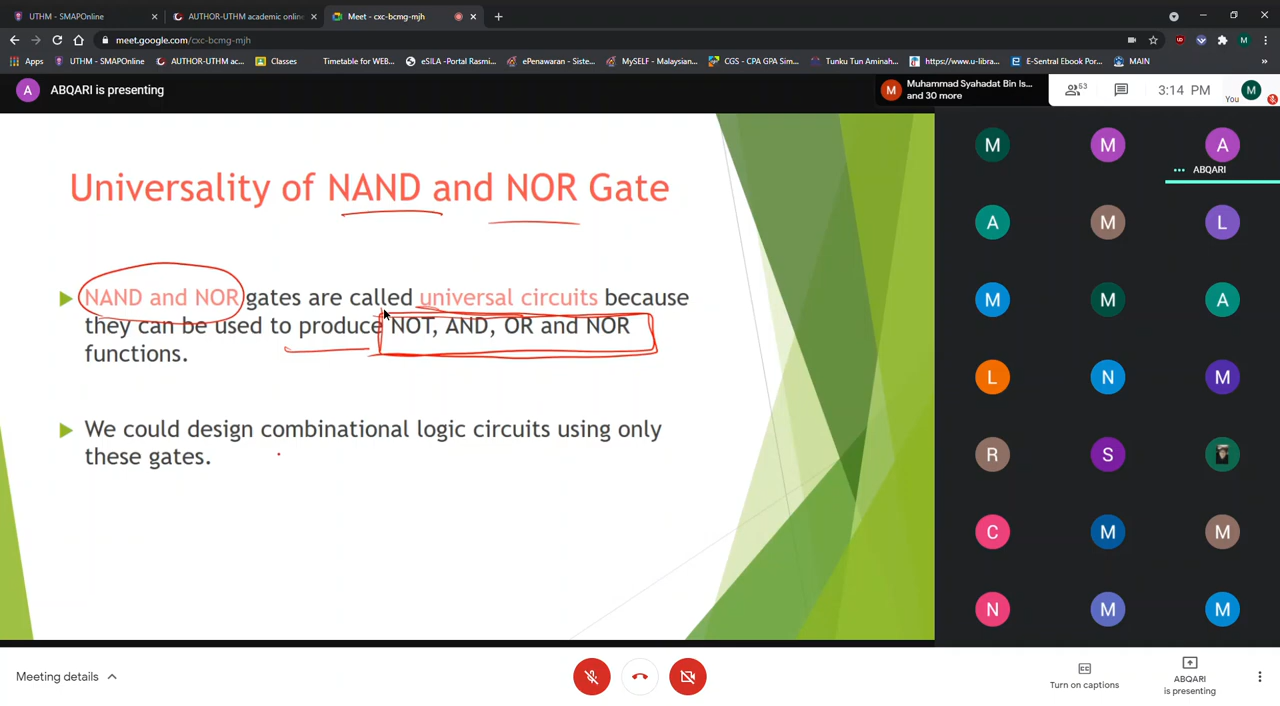 UTHM - SMAPOnline
AUTHOR-UTHM academic online
Meet - cxc-bcmg-mjh
meet.google.com/cxc-bcmg-mjh
M
Apps
UTHM - SMAPOnline
AUTHOR-UTHM ac...
Classes
Timetable for WEB...
eSILA -Portal Rasmi...
ePenawaran - Siste...
MySELF - Malaysian...
CGS - CPA GPA Sim...
Tunku Tun Aminah...
https://www.u-libra...
E-Sentral Ebook Por...
MAIN
»
A
ABQARI is presenting
M
Muhammad Syahadat Bin Is...
and 30 more
53
3:14 PM
You
M
Universality of NAND and NOR Gate
NAND and NOR gates are called universal circuits because
they can be used to produce NOT, AND, OR and NOR
functions.
We could design combinational logic circuits using only
these gates.
M
M
A
ABQARI
A
M
L
M
M
A
L
N
M
R
S
C
M
M
N
M
M
Meeting details
Turn on captions
ABQARI
is presenting